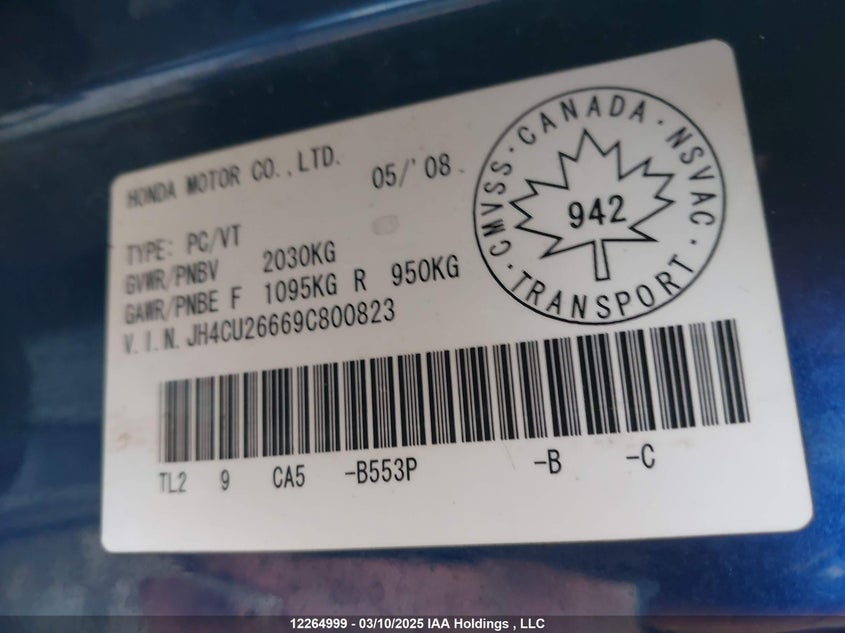 HONDA MOTOR CO.,LTD. 05/'08
TYPE: PC/VT
GVWR/PNBV 2030KG
GAWR/PNBE F 1095KG R 950KG
V.I.N. JH4CU26669C800823
CMVSS · CANADA · NSVAC · TRANSPORT ·
942
TL2 9 CA5 -B553P -B -C
12264999 - 03/10/2025 IAA Holdings , LLC